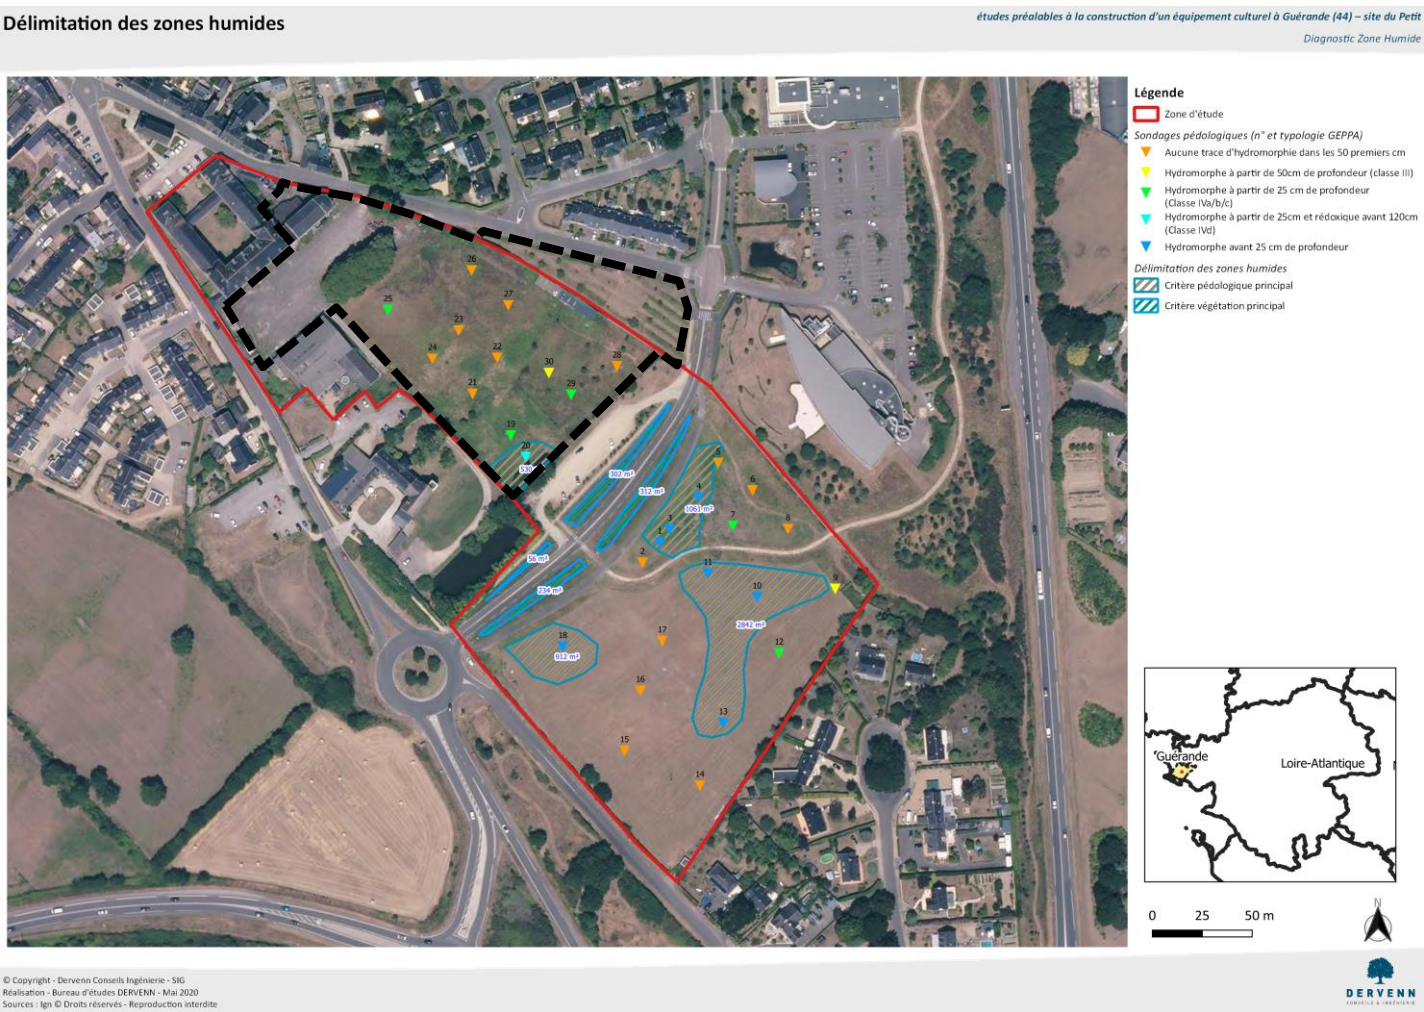 Délimitation des zones humides
études préalables à la construction d'un équipement culturel à Guérande (44) – site du Petit
Diagnostic Zone Humide
Légende
Zone d'étude
Sondages pédologiques (n° et typologie GEPPA)
Aucune trace d'hydromorphie dans les 50 premiers cm
Hydromorphe à partir de 50cm de profondeur (classe III)
Hydromorphe à partir de 25 cm de profondeur
(Classe IVa/b/c)
Hydromorphe à partir de 25cm et rédoxique avant 120cm
(Classe IVd)
Hydromorphe avant 25 cm de profondeur
Délimitation des zones humides
Critère pédologique principal
Critère végétation principal
26
25
27
23
24
22
30
28
21
29
19
20
530
302 m²
312 m²
5
6
4
1061 m²
3
7
8
1
2
56 m²
234 m²
11
10
9
2842 m²
18
912 m²
17
12
16
13
15
14
Guérande
Loire-Atlantique
0 25 50 m
N
© Copyright - Dervenn Conseils Ingénierie - SIG
Réalisation - Bureau d'études DERVENN - Mai 2020
Sources : Ign © Droits réservés - Reproduction interdite
DERVENN
CONSEILS & INGÉNIERIE